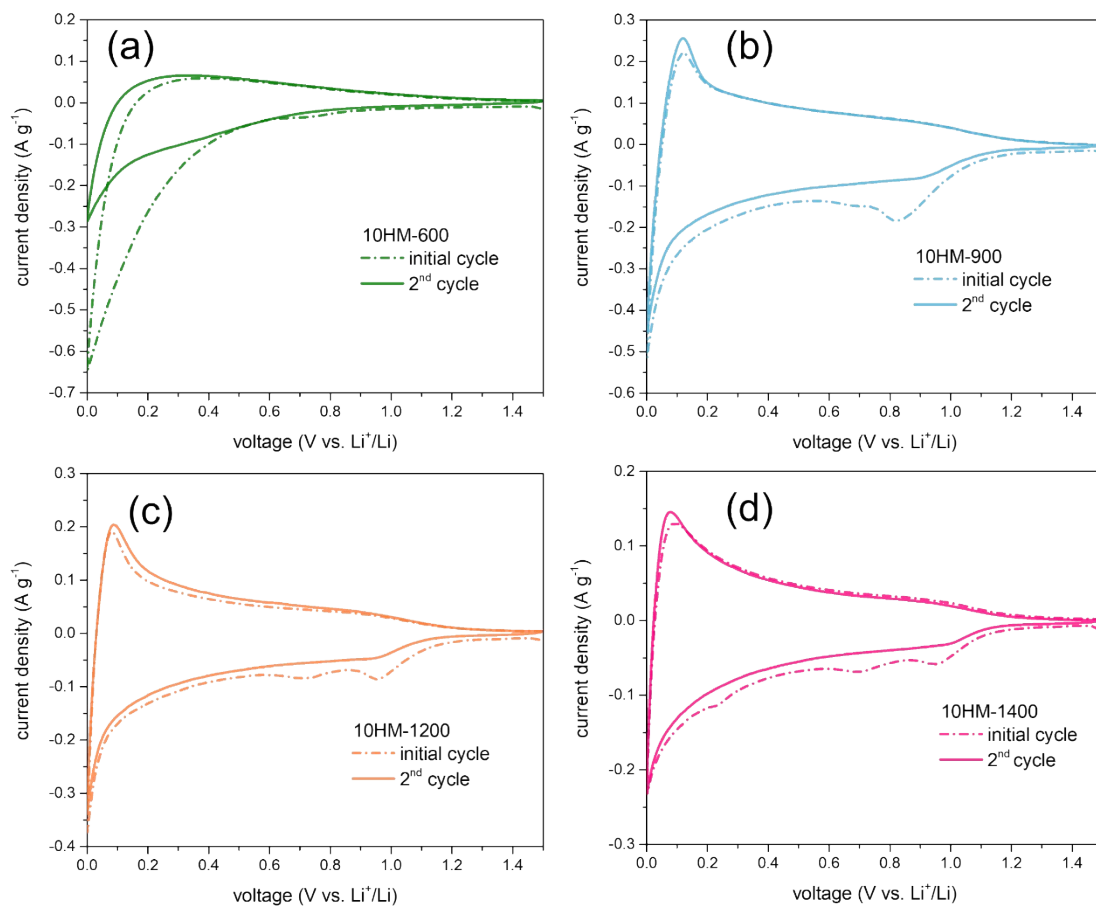 (a)
0.2
0.1
0.0
-0.1
-0.2
-0.3
-0.4
-0.5
-0.6
-0.7
current density (A g⁻¹)
10HM-600
initial cycle
2ⁿᵈ cycle
0.0 0.2 0.4 0.6 0.8 1.0 1.2 1.4
voltage (V vs. Li⁺/Li)
(b)
0.3
0.2
0.1
0.0
-0.1
-0.2
-0.3
-0.4
-0.5
-0.6
current density (A g⁻¹)
10HM-900
initial cycle
2ⁿᵈ cycle
0.0 0.2 0.4 0.6 0.8 1.0 1.2 1.4
voltage (V vs. Li⁺/Li)
(c)
0.3
0.2
0.1
0.0
-0.1
-0.2
-0.3
-0.4
current density (A g⁻¹)
10HM-1200
initial cycle
2ⁿᵈ cycle
0.0 0.2 0.4 0.6 0.8 1.0 1.2 1.4
voltage (V vs. Li⁺/Li)
(d)
0.2
0.1
0.0
-0.1
-0.2
-0.3
current density (A g⁻¹)
10HM-1400
initial cycle
2ⁿᵈ cycle
0.0 0.2 0.4 0.6 0.8 1.0 1.2 1.4
voltage (V vs. Li⁺/Li)